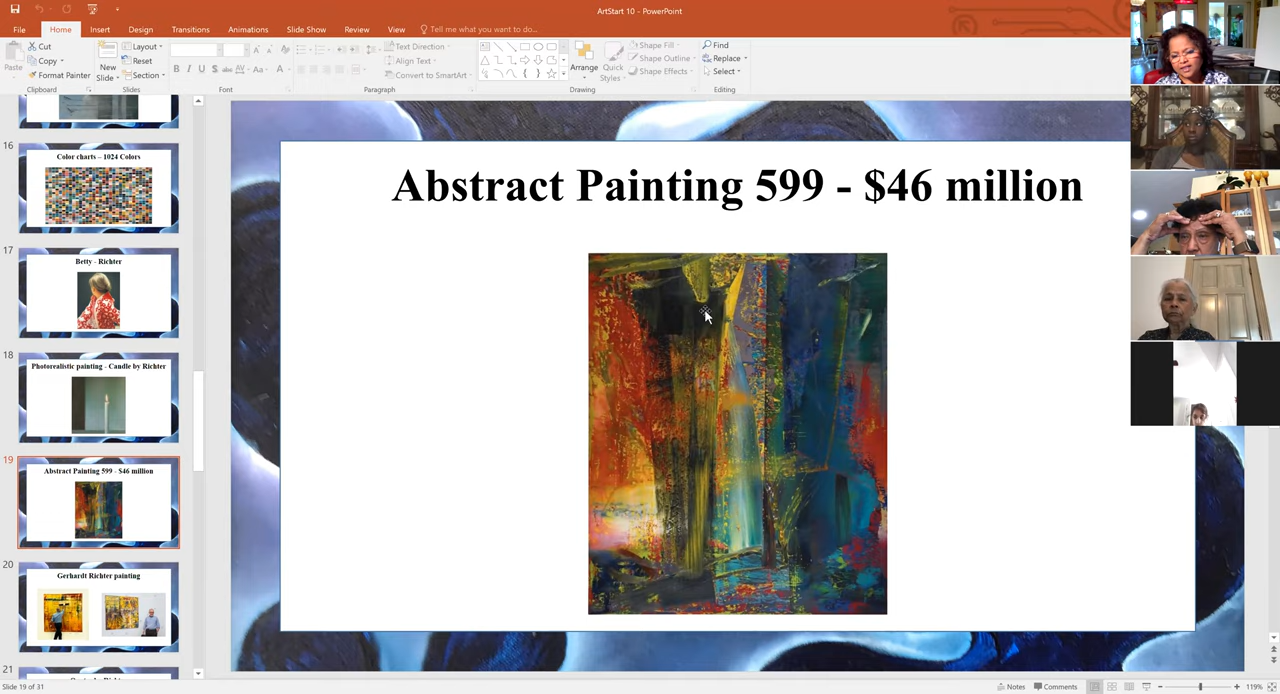 ArtStart 10 - PowerPoint
File Home Insert Design Transitions Animations Slide Show Review View Tell me what you want to do...
Paste
Cut
Copy
Format Painter
Clipboard
New Slide
Layout
Reset
Section
Slides
B I U S abc AV Aa A
Font
Text Direction
Align Text
Convert to SmartArt
Paragraph
Arrange
Quick Styles
Shape Fill
Shape Outline
Shape Effects
Drawing
Find
Replace
Select
Editing
16
Color charts – 1024 Colors
17
Betty - Richter
18
Photorealistic painting - Candle by Richter
19
Abstract Painting 599 - $46 million
20
Gerhardt Richter painting
21
Abstract Painting 599 - $46 million
Slide 19 of 31
Notes
Comments
119%